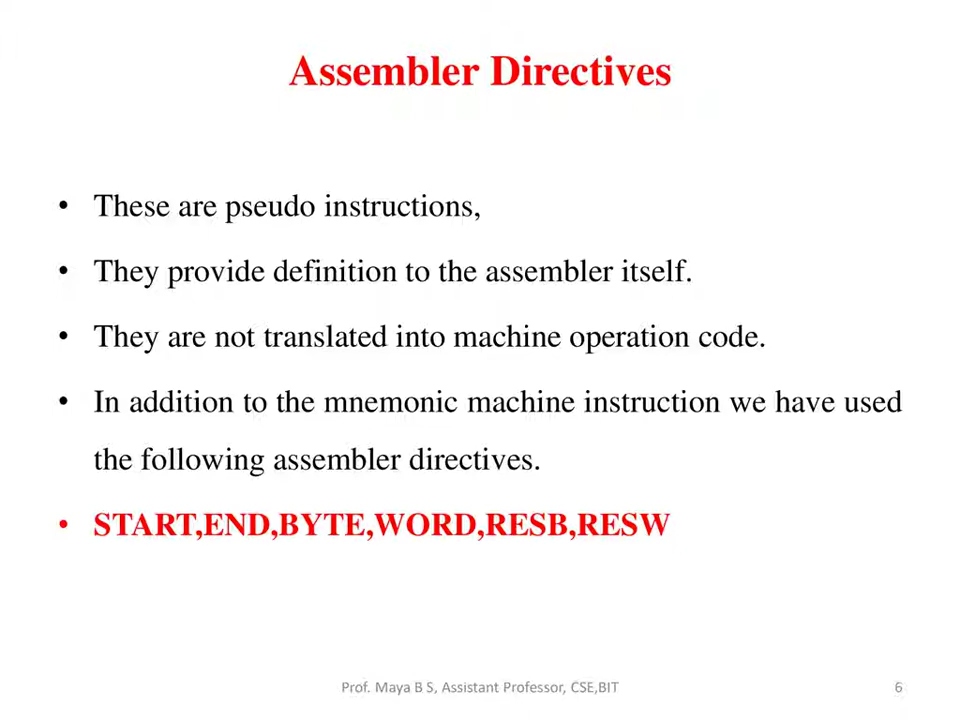 Assembler Directives
• These are pseudo instructions,
• They provide definition to the assembler itself.
• They are not translated into machine operation code.
• In addition to the mnemonic machine instruction we have used
the following assembler directives.
• START,END,BYTE,WORD,RESB,RESW
Prof. Maya B S, Assistant Professor, CSE,BIT
6